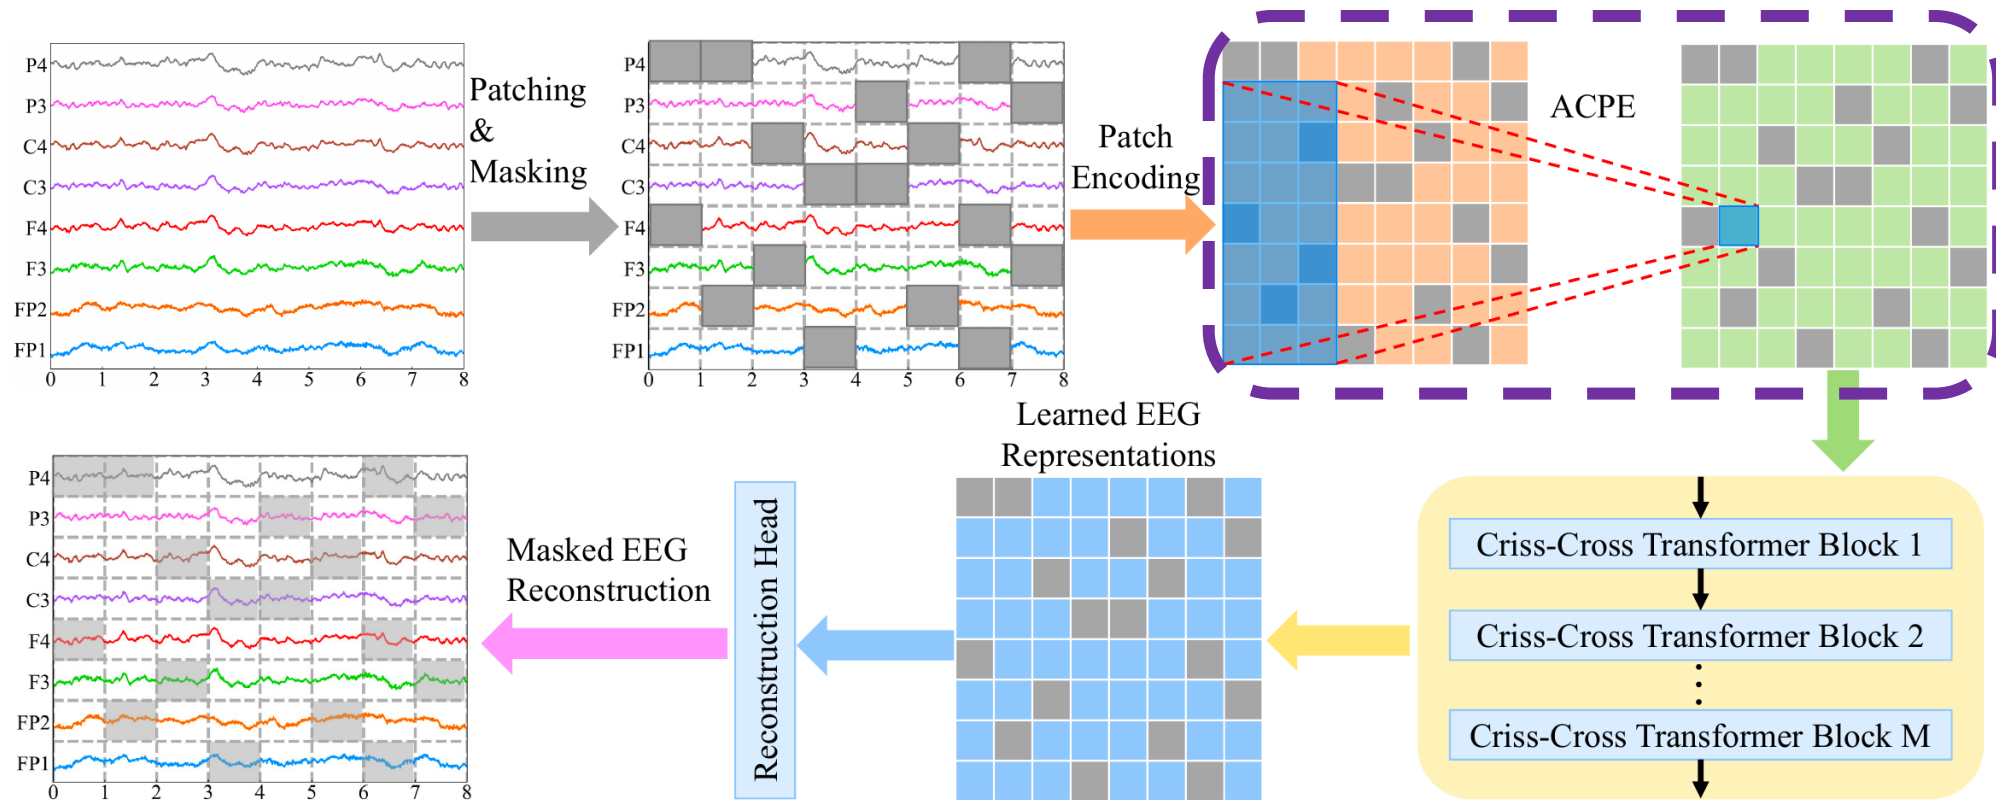 P4
P3
C4
C3
F4
F3
FP2
FP1
0 1 2 3 4 5 6 7 8
Patching
&
Masking
P4
P3
C4
C3
F4
F3
FP2
FP1
0 1 2 3 4 5 6 7 8
Patch
Encoding
ACPE
Criss-Cross Transformer Block 1
Criss-Cross Transformer Block 2
Criss-Cross Transformer Block M
Learned EEG
Representations
Reconstruction Head
Masked EEG
Reconstruction
P4
P3
C4
C3
F4
F3
FP2
FP1
0 1 2 3 4 5 6 7 8